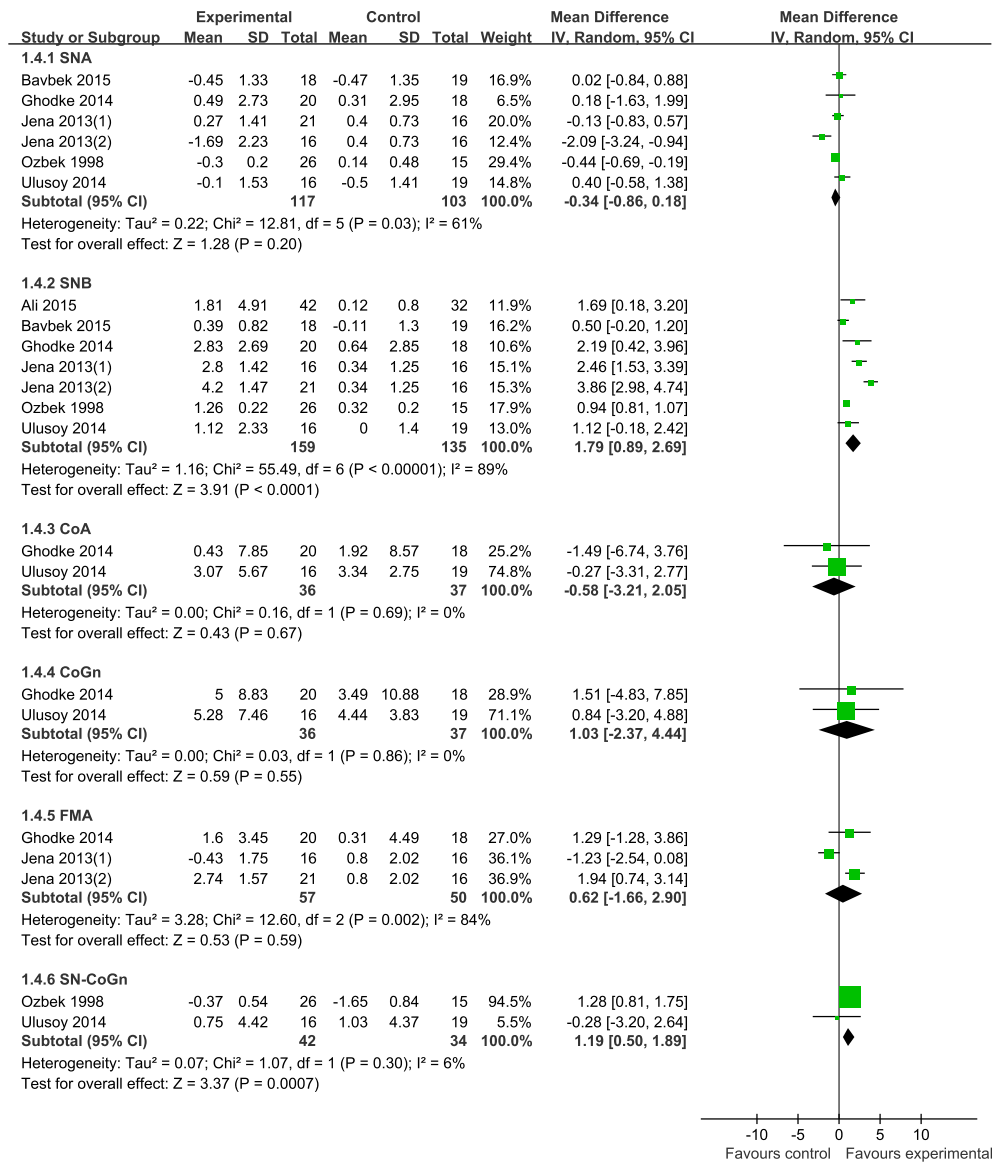 Experimental Control Mean Difference Mean Difference
Study or Subgroup Mean SD Total Mean SD Total Weight IV, Random, 95% CI IV, Random, 95% CI
1.4.1 SNA
Bavbek 2015 -0.45 1.33 18 -0.47 1.35 19 16.9% 0.02 [-0.84, 0.88]
Ghodke 2014 0.49 2.73 20 0.31 2.95 18 6.5% 0.18 [-1.63, 1.99]
Jena 2013(1) 0.27 1.41 21 0.4 0.73 16 20.0% -0.13 [-0.83, 0.57]
Jena 2013(2) -1.69 2.23 16 0.4 0.73 16 12.4% -2.09 [-3.24, -0.94]
Ozbek 1998 -0.3 0.2 26 0.14 0.48 15 29.4% -0.44 [-0.69, -0.19]
Ulusoy 2014 -0.1 1.53 16 -0.5 1.41 19 14.8% 0.40 [-0.58, 1.38]
Subtotal (95% CI) 117 103 100.0% -0.34 [-0.86, 0.18]
Heterogeneity: Tau² = 0.22; Chi² = 12.81, df = 5 (P = 0.03); I² = 61%
Test for overall effect: Z = 1.28 (P = 0.20)
1.4.2 SNB
Ali 2015 1.81 4.91 42 0.12 0.8 32 11.9% 1.69 [0.18, 3.20]
Bavbek 2015 0.39 0.82 18 -0.11 1.3 19 16.2% 0.50 [-0.20, 1.20]
Ghodke 2014 2.83 2.69 20 0.64 2.85 18 10.6% 2.19 [0.42, 3.96]
Jena 2013(1) 2.8 1.42 16 0.34 1.25 16 15.1% 2.46 [1.53, 3.39]
Jena 2013(2) 4.2 1.47 21 0.34 1.25 16 15.3% 3.86 [2.98, 4.74]
Ozbek 1998 1.26 0.22 26 0.32 0.2 15 17.9% 0.94 [0.81, 1.07]
Ulusoy 2014 1.12 2.33 16 0 1.4 19 13.0% 1.12 [-0.18, 2.42]
Subtotal (95% CI) 159 135 100.0% 1.79 [0.89, 2.69]
Heterogeneity: Tau² = 1.16; Chi² = 55.49, df = 6 (P < 0.00001); I² = 89%
Test for overall effect: Z = 3.91 (P < 0.0001)
1.4.3 CoA
Ghodke 2014 0.43 7.85 20 1.92 8.57 18 25.2% -1.49 [-6.74, 3.76]
Ulusoy 2014 3.07 5.67 16 3.34 2.75 19 74.8% -0.27 [-3.31, 2.77]
Subtotal (95% CI) 36 37 100.0% -0.58 [-3.21, 2.05]
Heterogeneity: Tau² = 0.00; Chi² = 0.16, df = 1 (P = 0.69); I² = 0%
Test for overall effect: Z = 0.43 (P = 0.67)
1.4.4 CoGn
Ghodke 2014 5 8.83 20 3.49 10.88 18 28.9% 1.51 [-4.83, 7.85]
Ulusoy 2014 5.28 7.46 16 4.44 3.83 19 71.1% 0.84 [-3.20, 4.88]
Subtotal (95% CI) 36 37 100.0% 1.03 [-2.37, 4.44]
Heterogeneity: Tau² = 0.00; Chi² = 0.03, df = 1 (P = 0.86); I² = 0%
Test for overall effect: Z = 0.59 (P = 0.55)
1.4.5 FMA
Ghodke 2014 1.6 3.45 20 0.31 4.49 18 27.0% 1.29 [-1.28, 3.86]
Jena 2013(1) -0.43 1.75 16 0.8 2.02 16 36.1% -1.23 [-2.54, 0.08]
Jena 2013(2) 2.74 1.57 21 0.8 2.02 16 36.9% 1.94 [0.74, 3.14]
Subtotal (95% CI) 57 50 100.0% 0.62 [-1.66, 2.90]
Heterogeneity: Tau² = 3.28; Chi² = 12.60, df = 2 (P = 0.002); I² = 84%
Test for overall effect: Z = 0.53 (P = 0.59)
1.4.6 SN-CoGn
Ozbek 1998 -0.37 0.54 26 -1.65 0.84 15 94.5% 1.28 [0.81, 1.75]
Ulusoy 2014 0.75 4.42 16 1.03 4.37 19 5.5% -0.28 [-3.20, 2.64]
Subtotal (95% CI) 42 34 100.0% 1.19 [0.50, 1.89]
Heterogeneity: Tau² = 0.07; Chi² = 1.07, df = 1 (P = 0.30); I² = 6%
Test for overall effect: Z = 3.37 (P = 0.0007)
-10 -5 0 5 10
Favours control Favours experimental